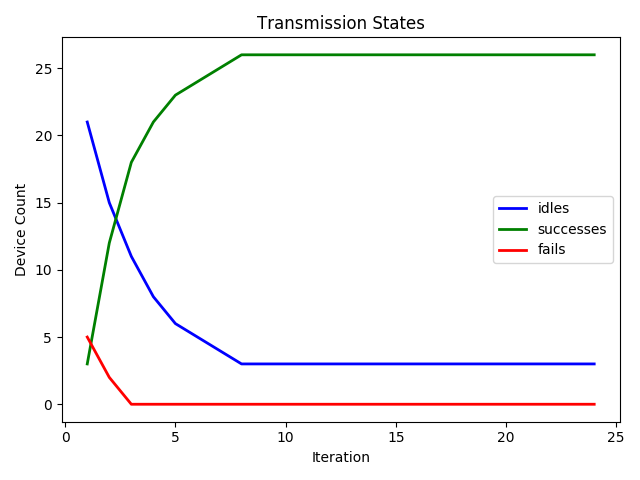 Transmission States
Device Count
25
20
15
10
5
0
idles
successes
fails
0 5 10 15 20 25
Iteration